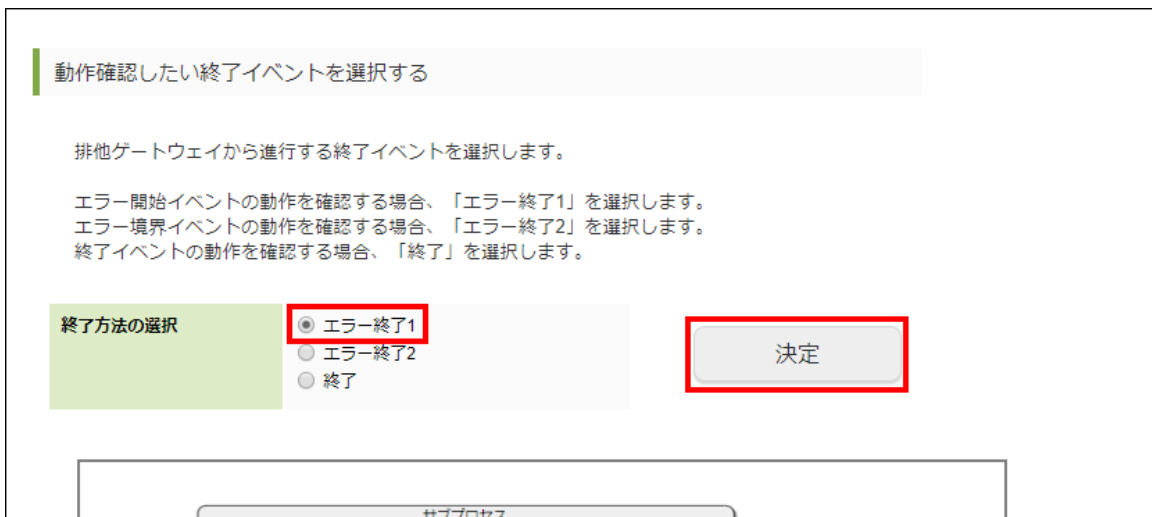 動作確認したい終了イベントを選択する
排他ゲートウェイから進行する終了イベントを選択します。
エラー開始イベントの動作を確認する場合、「エラー終了1」を選択します。
エラー境界イベントの動作を確認する場合、「エラー終了2」を選択します。
終了イベントの動作を確認する場合、「終了」を選択します。
終了方法の選択
エラー終了1
エラー終了2
終了
決定
サブプロセス